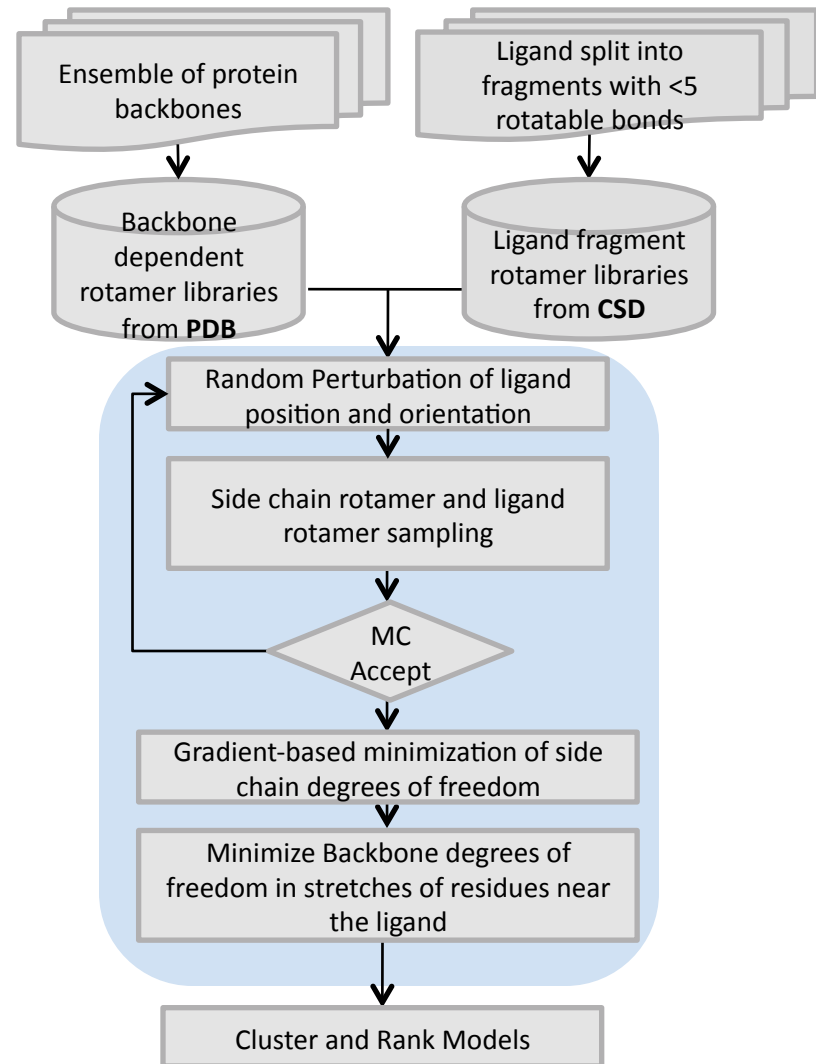 Ensemble of protein
backbones
Ligand split into
fragments with <5
rotatable bonds
Backbone
dependent
rotamer libraries
from PDB
Ligand fragment
rotamer libraries
from CSD
Random Perturbation of ligand
position and orientation
Side chain rotamer and ligand
rotamer sampling
MC
Accept
Gradient-based minimization of side
chain degrees of freedom
Minimize Backbone degrees of
freedom in stretches of residues near
the ligand
Cluster and Rank Models